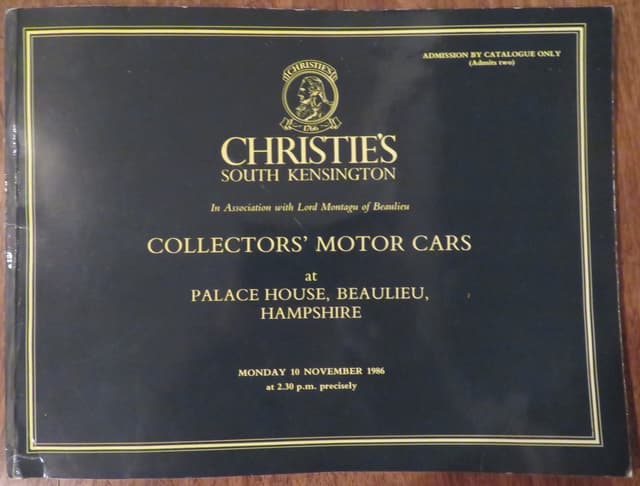 ADMISSION BY CATALOGUE ONLY
(Admits two)
CHRISTIE'S
1766
CHRISTIE'S
SOUTH KENSINGTON
In Association with Lord Montagu of Beaulieu
COLLECTORS' MOTOR CARS
at
PALACE HOUSE, BEAULIEU,
HAMPSHIRE
MONDAY 10 NOVEMBER 1986
at 2.30 p.m. precisely